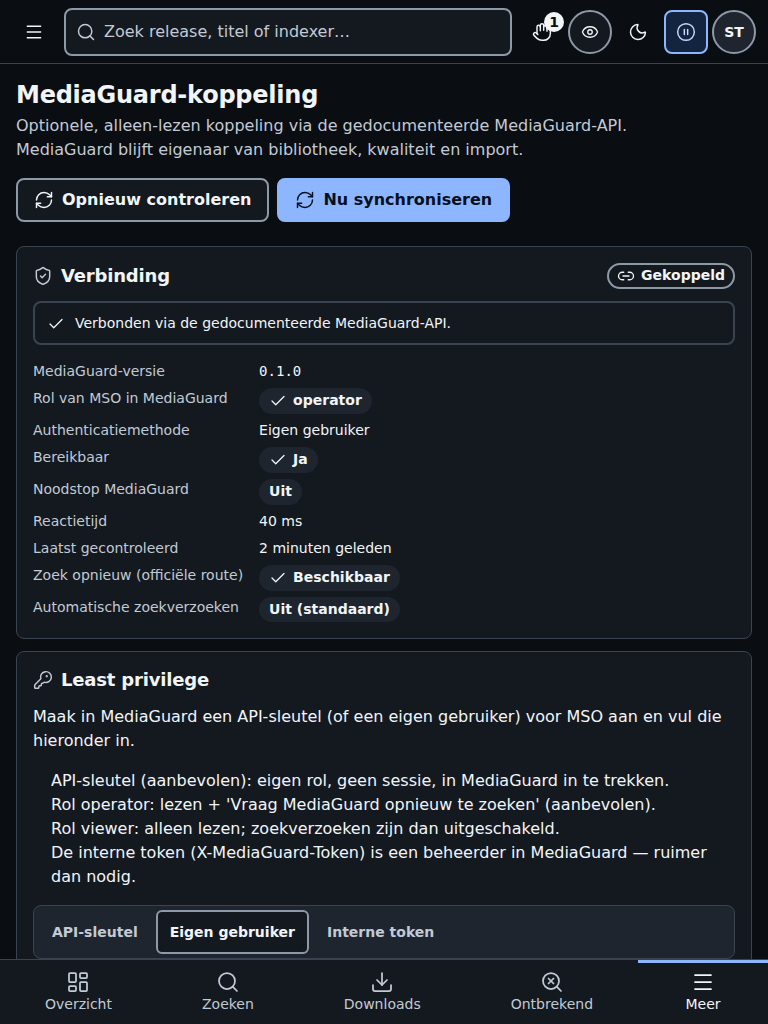 Zoek release, titel of indexer…
1
ST
MediaGuard-koppeling
Optionele, alleen-lezen koppeling via de gedocumenteerde MediaGuard-API.
MediaGuard blijft eigenaar van bibliotheek, kwaliteit en import.
Opnieuw controleren
Nu synchroniseren
Verbinding
Gekoppeld
Verbonden via de gedocumenteerde MediaGuard-API.
MediaGuard-versie 0.1.0
Rol van MSO in MediaGuard operator
Authenticatiemethode Eigen gebruiker
Bereikbaar Ja
Noodstop MediaGuard Uit
Reactietijd 40 ms
Laatst gecontroleerd 2 minuten geleden
Zoek opnieuw (officiële route) Beschikbaar
Automatische zoekverzoeken Uit (standaard)
Least privilege
Maak in MediaGuard een API-sleutel (of een eigen gebruiker) voor MSO aan en vul die
hieronder in.
API-sleutel (aanbevolen): eigen rol, geen sessie, in MediaGuard in te trekken.
Rol operator: lezen + 'Vraag MediaGuard opnieuw te zoeken' (aanbevolen).
Rol viewer: alleen lezen; zoekverzoeken zijn dan uitgeschakeld.
De interne token (X-MediaGuard-Token) is een beheerder in MediaGuard — ruimer
dan nodig.
API-sleutel
Eigen gebruiker
Interne token
Overzicht
Zoeken
Downloads
Ontbrekend
Meer